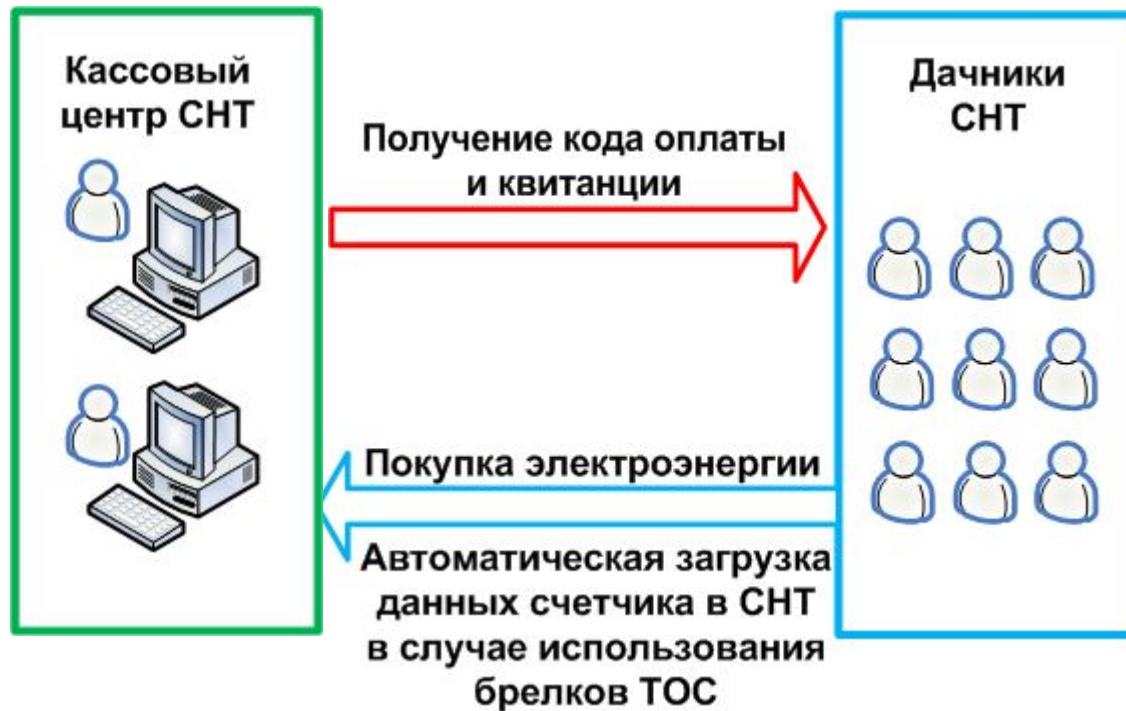 Кассовый
центр СНТ
Получение кода оплаты
и квитанции
Дачники
СНТ
Покупка электроэнергии
Автоматическая загрузка
данных счетчика в СНТ
в случае использования
брелков ТОС